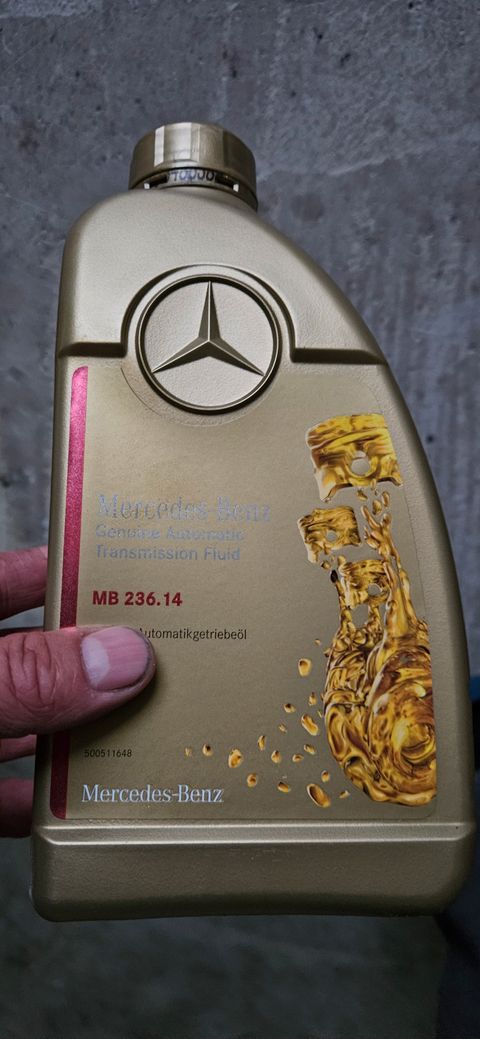 Mercedes-Benz
Genuine Automatic
Transmission Fluid
MB 236.14
Automatikgetriebeöl
500511648
Mercedes-Benz